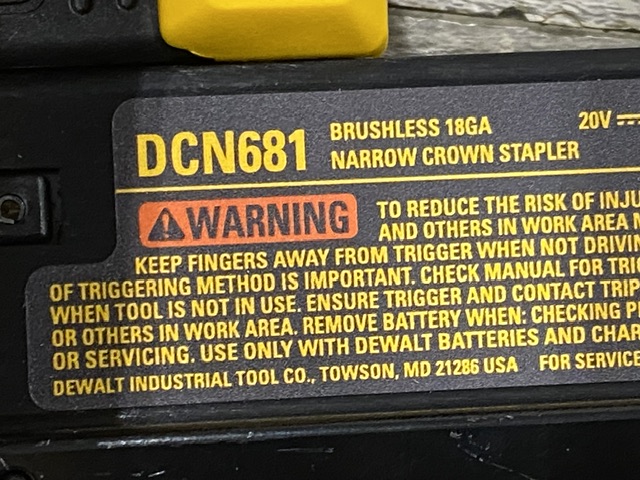 DCN681
BRUSHLESS 18GA
NARROW CROWN STAPLER
20V
WARNING
TO REDUCE THE RISK OF
AND OTHERS IN WORK AREA
KEEP FINGERS AWAY FROM TRIGGER WHEN NOT
OF TRIGGERING METHOD IS IMPORTANT. CHECK MANUAL FOR
WHEN TOOL IS NOT IN USE. ENSURE TRIGGER AND CONTACT TRIP
OR OTHERS IN WORK AREA. REMOVE BATTERY WHEN: CHECKING
OR SERVICING. USE ONLY WITH DEWALT BATTERIES AND
DEWALT INDUSTRIAL TOOL CO., TOWSON, MD 21286 USA FOR SERVICE